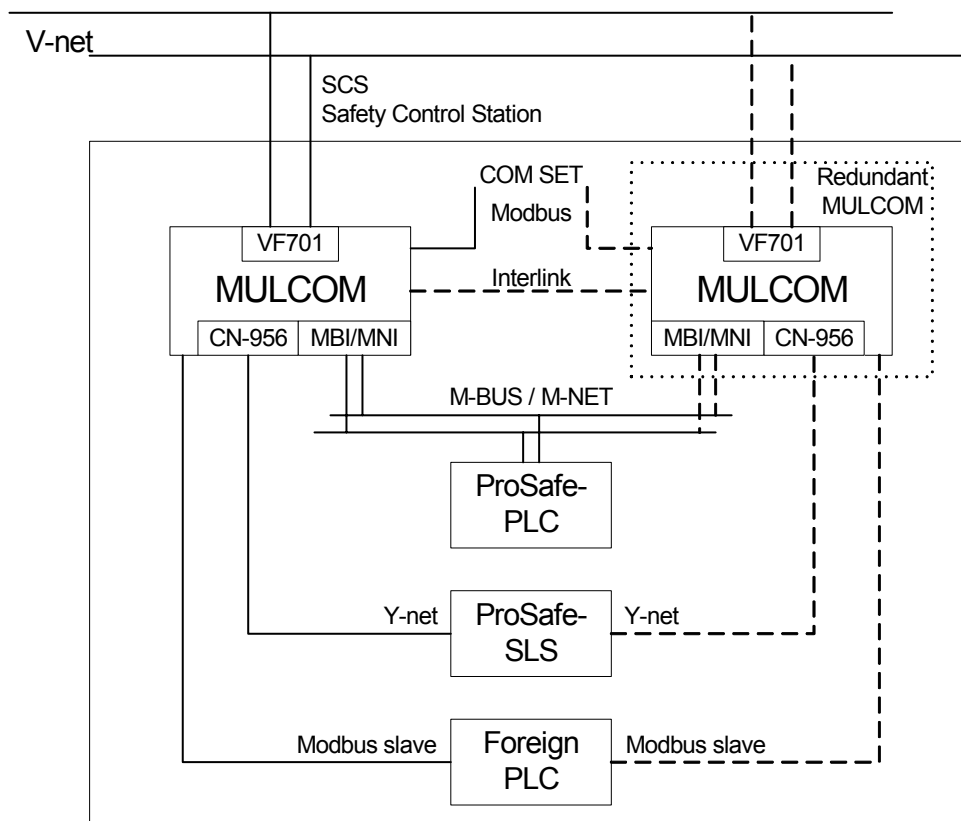 V-net
SCS
Safety Control Station
COM SET
Modbus
Redundant
MULCOM
VF701
MULCOM
CN-956
MBI/MNI
Interlink
VF701
MULCOM
MBI/MNI
CN-956
M-BUS / M-NET
ProSafe-
PLC
Y-net
ProSafe-
SLS
Y-net
Modbus slave
Foreign
PLC
Modbus slave